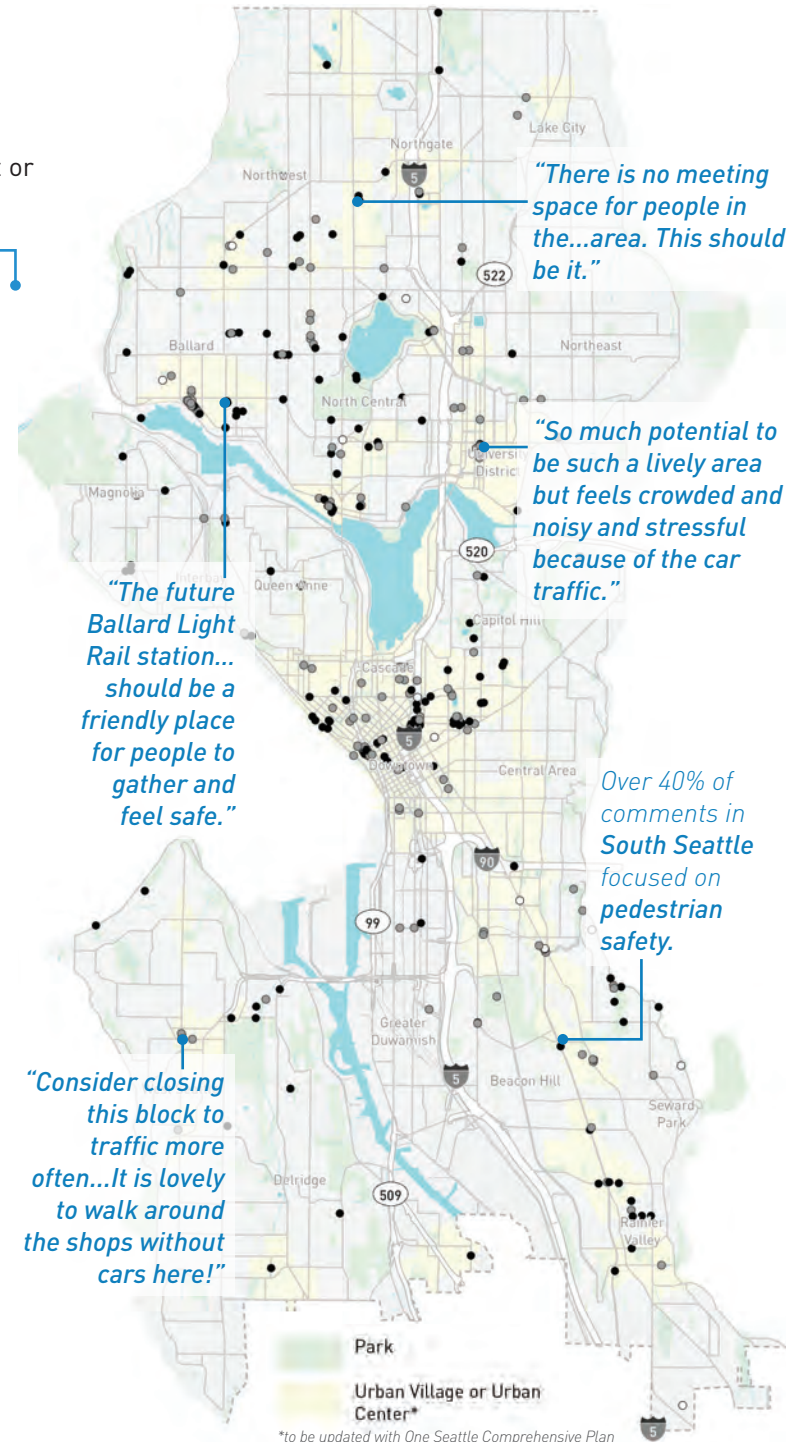 or
Northgate
Lake City
Northwest
5
"There is no meeting
space for people in
the...area. This should
be it."
522
Ballard
Northeast
North Central
"So much potential to
be such a lively area
but feels crowded and
noisy and stressful
because of the car
traffic."
University
District
Magnolia
520
Interbay
Queen Anne
"The future
Ballard Light
Rail station...
should be a
friendly place
for people to
gather and
feel safe."
Capitol Hill
Cascade
5
Downtown
Central Area
Over 40% of
comments in
South Seattle
focused on
pedestrian
safety.
90
99
Greater
Duwamish
5
Beacon Hill
Seward
Park
"Consider closing
this block to
traffic more
often...It is lovely
to walk around
the shops without
cars here!"
Delridge
509
Rainier
Valley
Park
Urban Village or Urban
Center*
*to be updated with One Seattle Comprehensive Plan
5